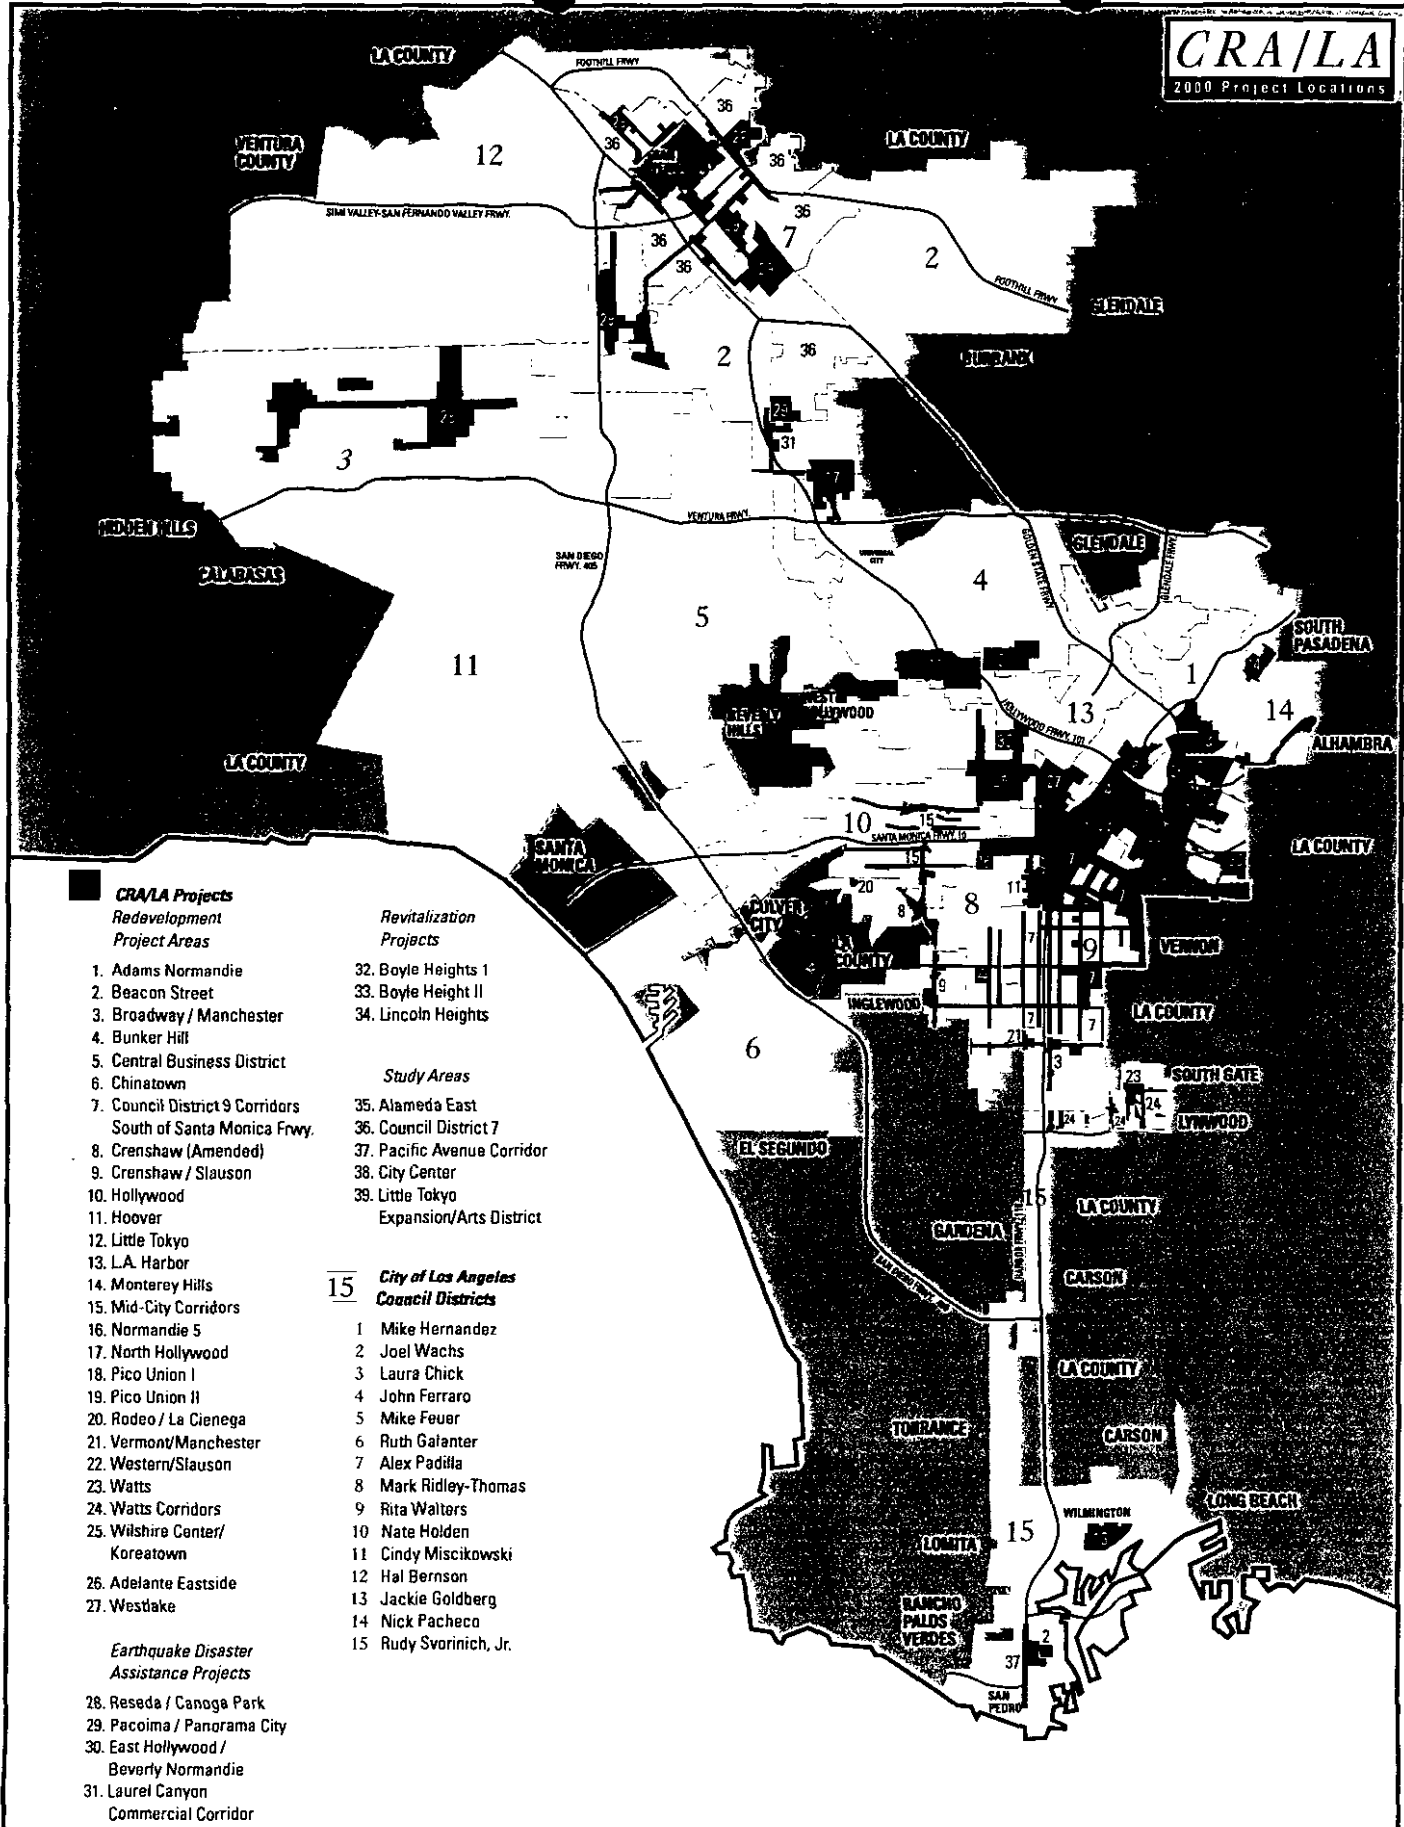 CRA/LA
2000 Project Locations
LA COUNTY
FOOTHILL FRWY
36
36
VENTURA
COUNTY
12
LA COUNTY
36
SIMI VALLEY-SAN FERNANDO VALLEY FRWY.
36
7
36
36
2
FOOTHILL FRWY
GLENDALE
2
36
BURBANK
29
31
3
VENTURA FRWY.
HIDDEN HILLS
CALABASAS
SAN DIEGO
FRWY. 405
UNIVERSAL
CITY
GOLDEN STATE FRWY.
GLENDALE
GLENDALE FRWY.
4
5
11
SOUTH
PASADENA
1
WEST
HOLLYWOOD
BEVERLY
HILLS
HOLLYWOOD FRWY. 101
13
14
ALHAMBRA
LA COUNTY
10
15
SANTA MONICA FRWY. 10
SANTA
MONICA
15
20
11
7
LA COUNTY
CULVER
CITY
8
8
LA
COUNTY
7
9
VERNON
9
INGLEWOOD
7
7
LA COUNTY
6
21
3
23
SOUTH GATE
24
24
24
LYNWOOD
EL SEGUNDO
15
LA COUNTY
GARDENA
CARSON
LA COUNTY
TORRANCE
CARSON
LONG BEACH
WILMINGTON
15
LOMITA
RANCHO
PALOS
VERDES
2
37
SAN
PEDRO
CRA/LA Projects
Redevelopment
Project Areas
1. Adams Normandie
2. Beacon Street
3. Broadway / Manchester
4. Bunker Hill
5. Central Business District
6. Chinatown
7. Council District 9 Corridors
South of Santa Monica Frwy.
8. Crenshaw (Amended)
9. Crenshaw / Slauson
10. Hollywood
11. Hoover
12. Little Tokyo
13. L.A. Harbor
14. Monterey Hills
15. Mid-City Corridors
16. Normandie 5
17. North Hollywood
18. Pico Union I
19. Pico Union II
20. Rodeo / La Cienega
21. Vermont/Manchester
22. Western/Slauson
23. Watts
24. Watts Corridors
25. Wilshire Center/
Koreatown
26. Adelante Eastside
27. Westlake
Earthquake Disaster
Assistance Projects
28. Reseda / Canoga Park
29. Pacoima / Panorama City
30. East Hollywood /
Beverly Normandie
31. Laurel Canyon
Commercial Corridor
Revitalization
Projects
32. Boyle Heights 1
33. Boyle Height II
34. Lincoln Heights
Study Areas
35. Alameda East
36. Council District 7
37. Pacific Avenue Corridor
38. City Center
39. Little Tokyo
Expansion/Arts District
15 City of Los Angeles
Council Districts
1 Mike Hernandez
2 Joel Wachs
3 Laura Chick
4 John Ferraro
5 Mike Feuer
6 Ruth Galanter
7 Alex Padilla
8 Mark Ridley-Thomas
9 Rita Walters
10 Nate Holden
11 Cindy Miscikowski
12 Hal Bernson
13 Jackie Goldberg
14 Nick Pacheco
15 Rudy Svorinich, Jr.